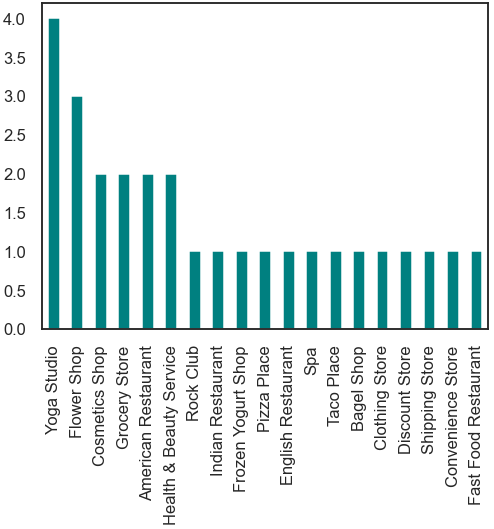 4.0
3.5
3.0
2.5
2.0
1.5
1.0
0.5
0.0
Yoga Studio
Flower Shop
Cosmetics Shop
Grocery Store
American Restaurant
Health & Beauty Service
Rock Club
Indian Restaurant
Frozen Yogurt Shop
Pizza Place
English Restaurant
Spa
Taco Place
Bagel Shop
Clothing Store
Discount Store
Shipping Store
Convenience Store
Fast Food Restaurant